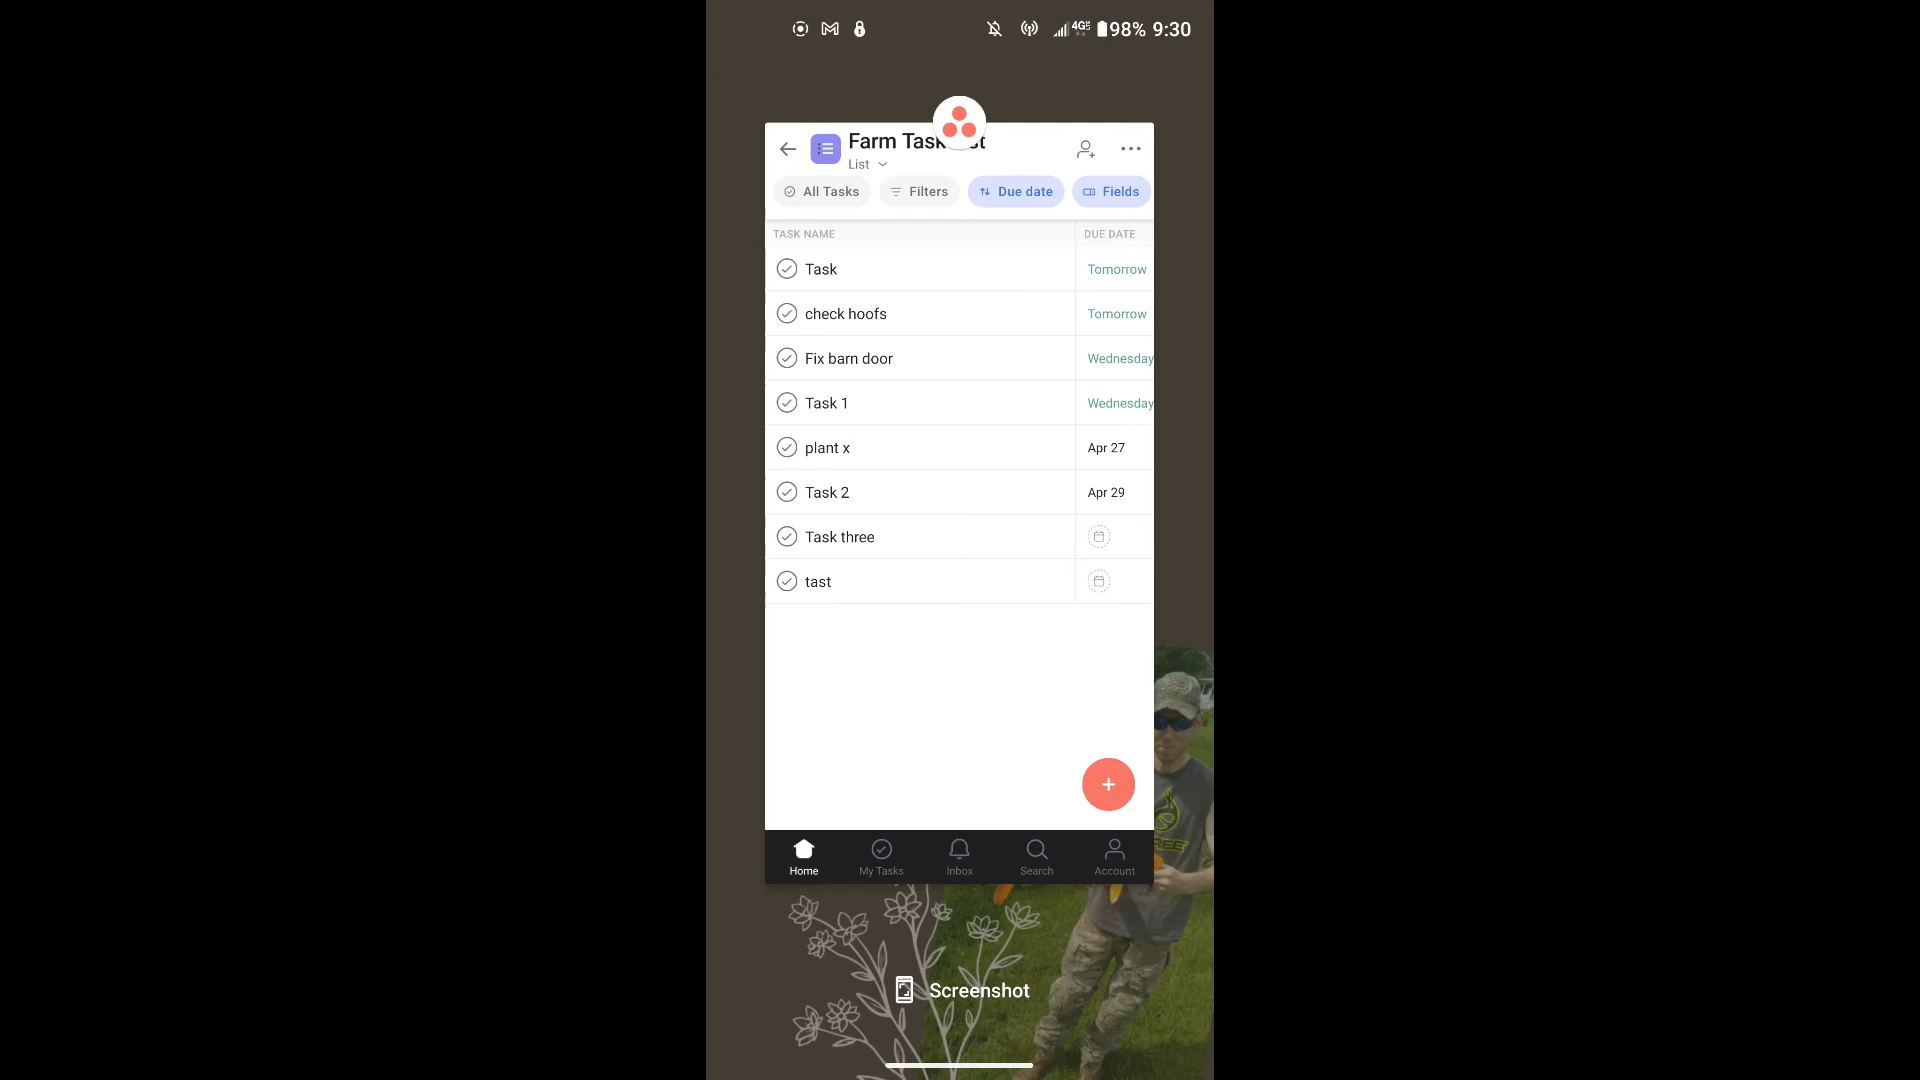 98% 9:30
Farm Task
List
All Tasks Filters Due date Fields
TASK NAME DUE DATE
Task Tomorrow
check hoofs Tomorrow
Fix barn door Wednesday
Task 1 Wednesday
plant x Apr 27
Task 2 Apr 29
Task three
tast
Home My Tasks Inbox Search Account
Screenshot